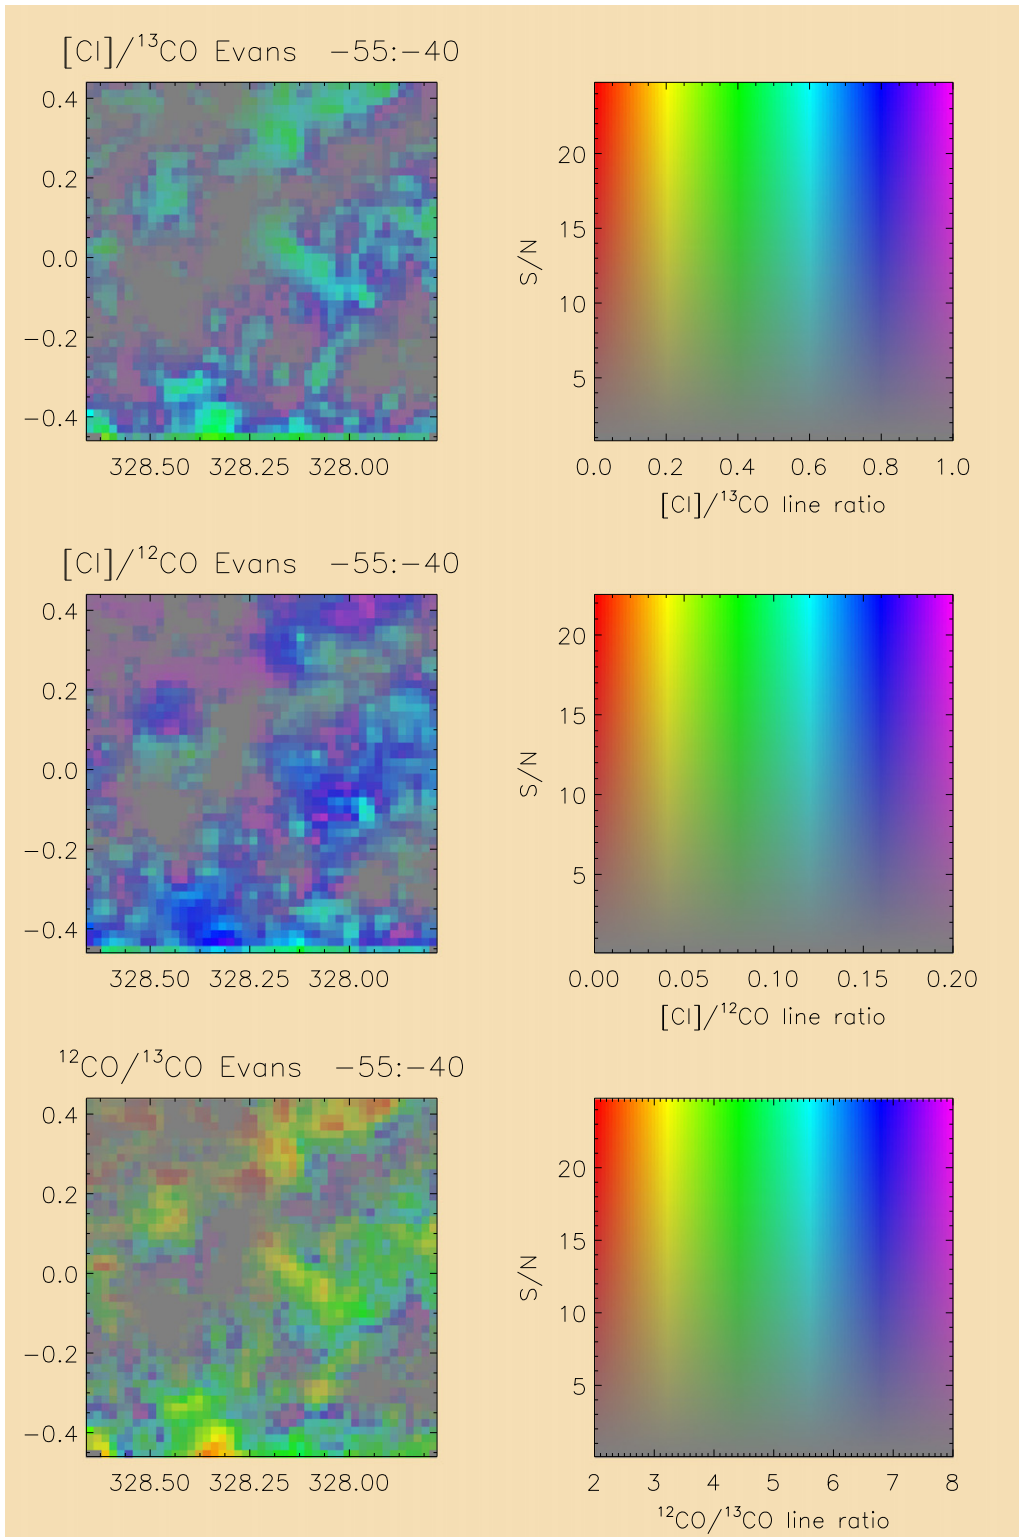 [CI]/¹³CO Evans −55:−40
0.4
0.2
0.0
−0.2
−0.4
328.50 328.25 328.00
20
15
10
5
S/N
0.0 0.2 0.4 0.6 0.8 1.0
[CI]/¹³CO line ratio
[CI]/¹²CO Evans −55:−40
0.4
0.2
0.0
−0.2
−0.4
328.50 328.25 328.00
20
15
10
5
S/N
0.00 0.05 0.10 0.15 0.20
[CI]/¹²CO line ratio
¹²CO/¹³CO Evans −55:−40
0.4
0.2
0.0
−0.2
−0.4
328.50 328.25 328.00
20
15
10
5
S/N
2 3 4 5 6 7 8
¹²CO/¹³CO line ratio